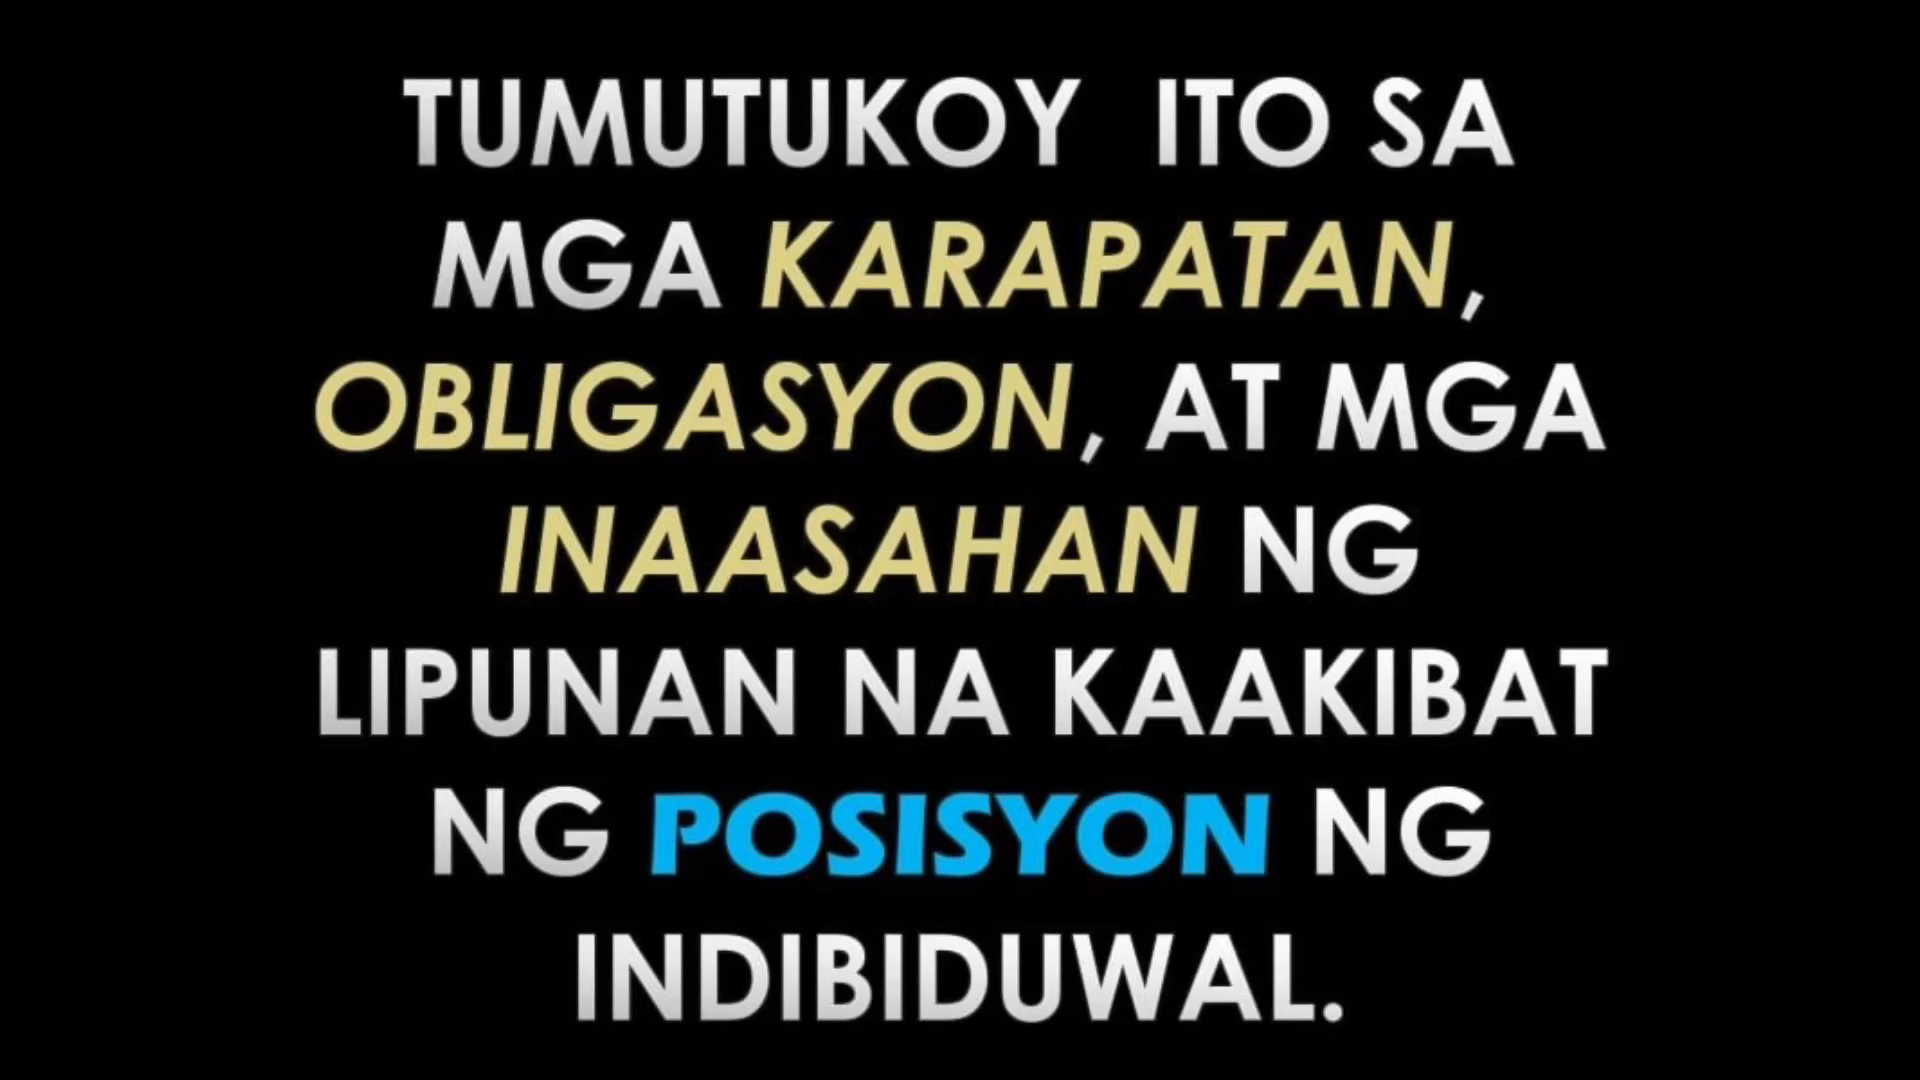 TUMUTUKOY ITO SA
MGA KARAPATAN,
OBLIGASYON, AT MGA
INAASAHAN NG
LIPUNAN NA KAAKIBAT
NG POSISYON NG
INDIBIDUWAL.